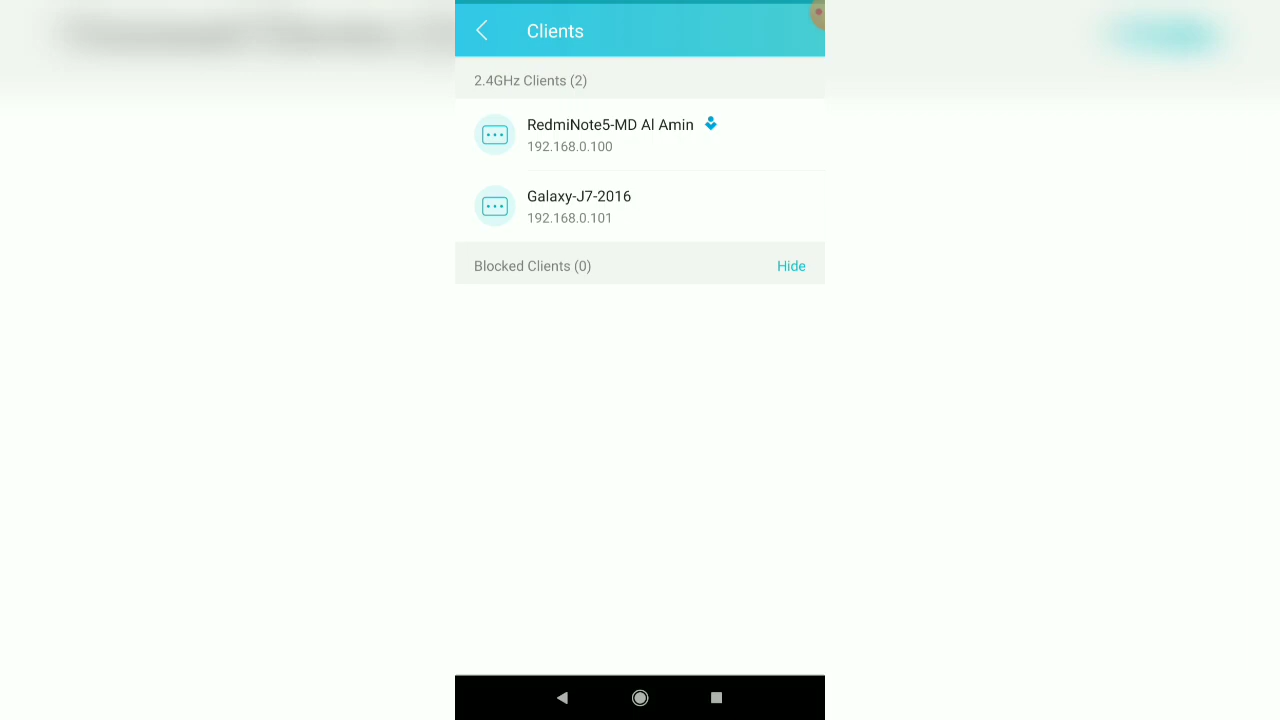 Clients
2.4GHz Clients (2)
RedmiNote5-MD Al Amin
192.168.0.100
Galaxy-J7-2016
192.168.0.101
Blocked Clients (0)
Hide